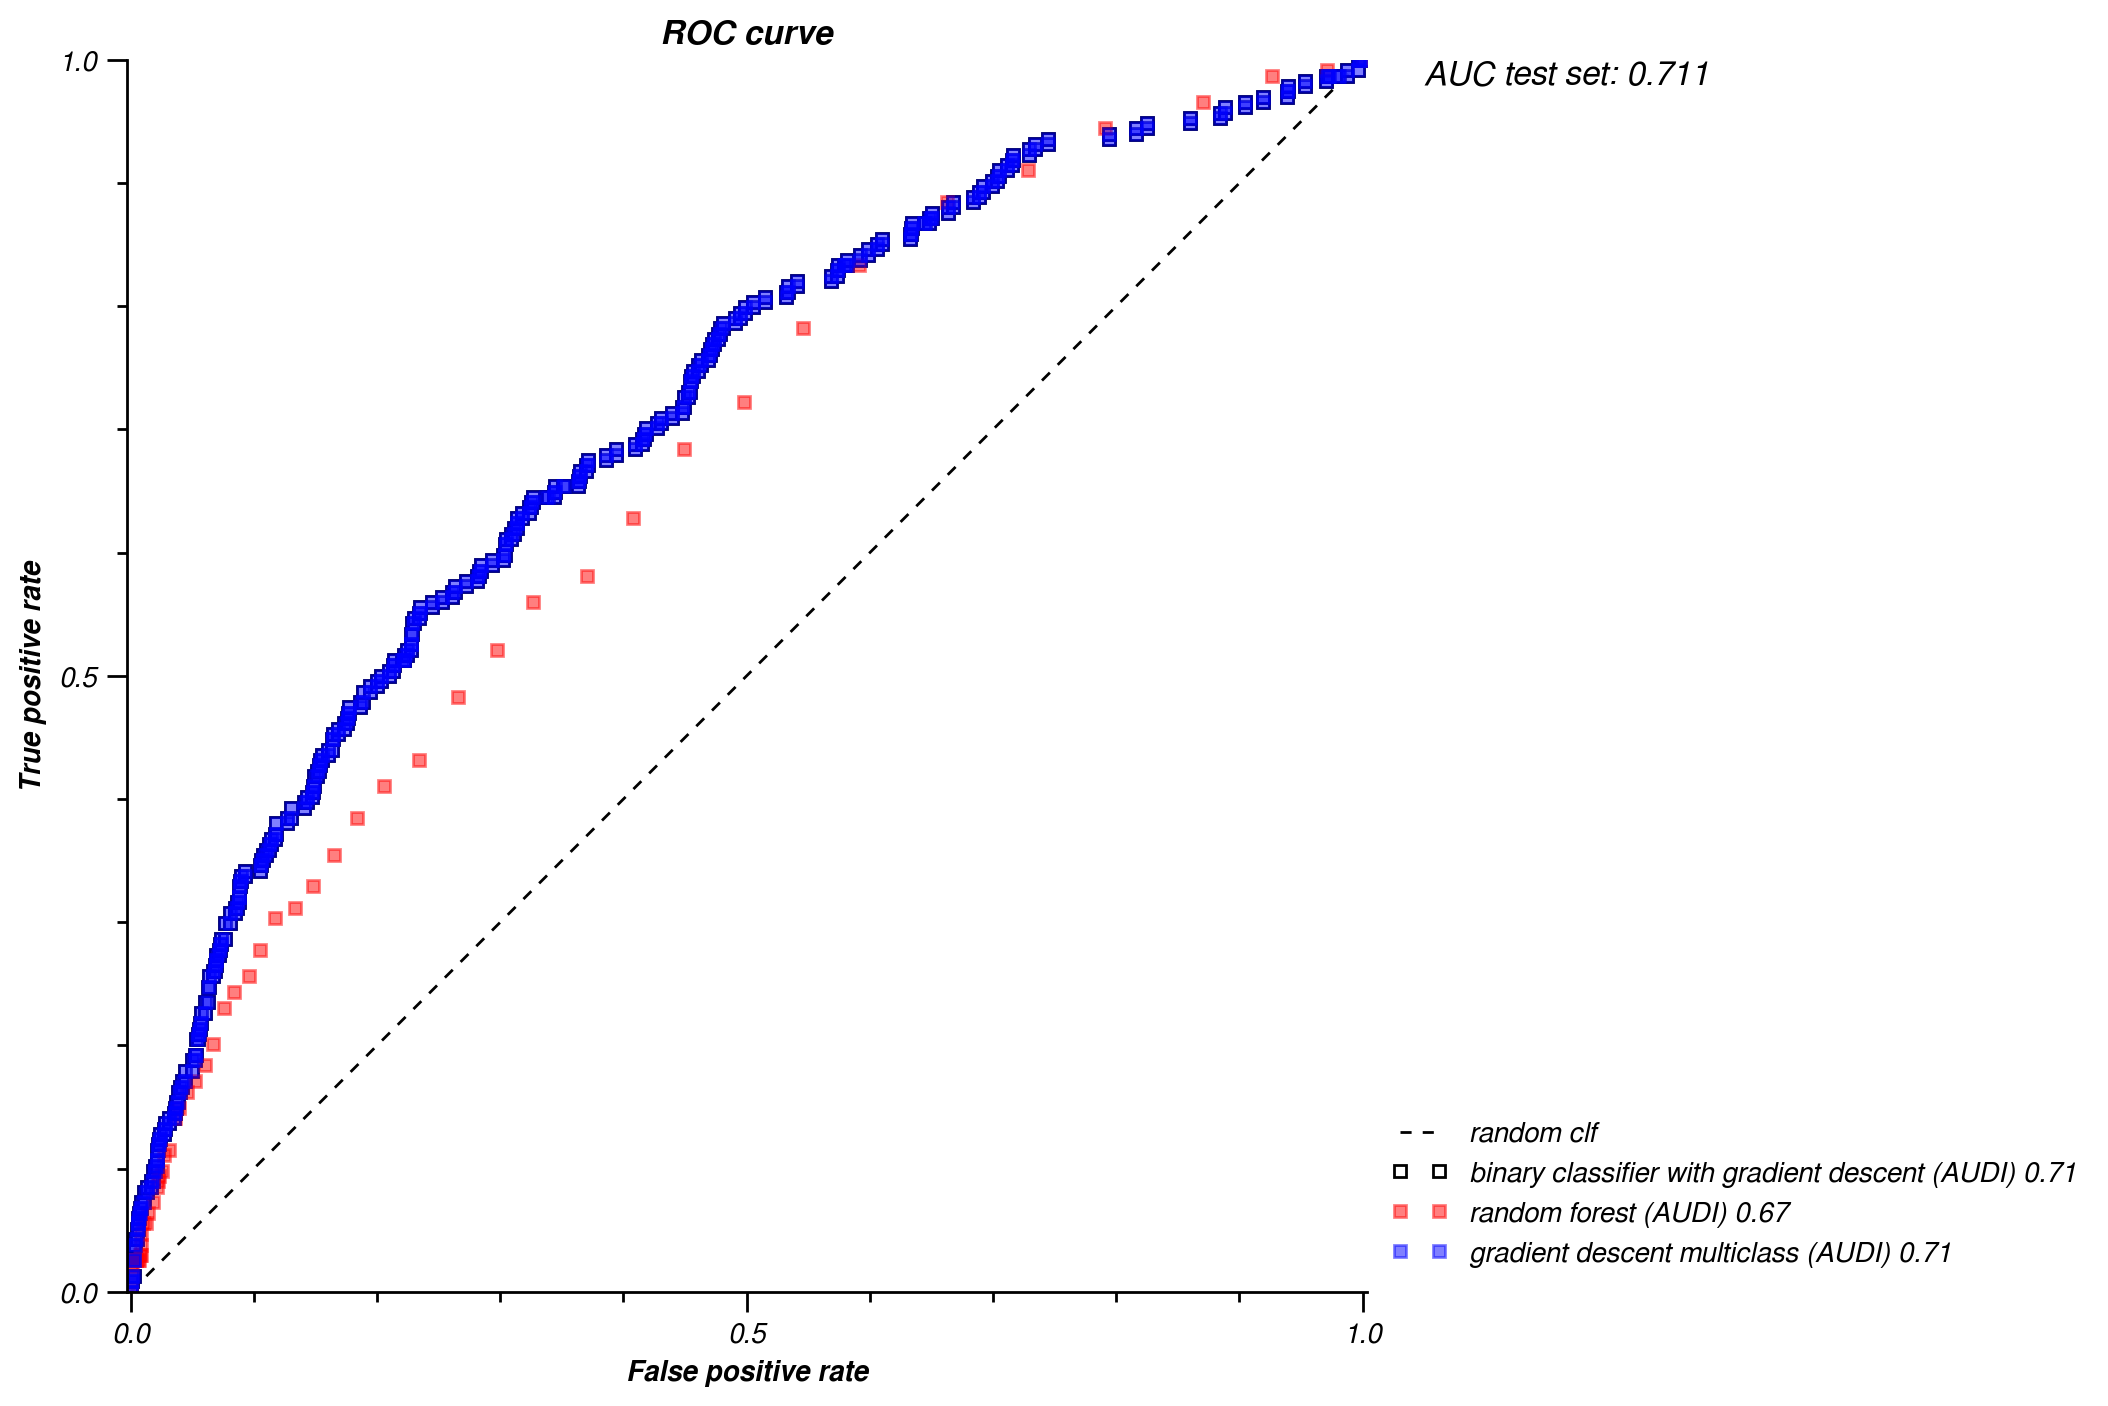 ROC curve
AUC test set: 0.711
1.0
0.5
0.0
True positive rate
0.0
0.5
1.0
False positive rate
random clf
binary classifier with gradient descent (AUDI) 0.71
random forest (AUDI) 0.67
gradient descent multiclass (AUDI) 0.71